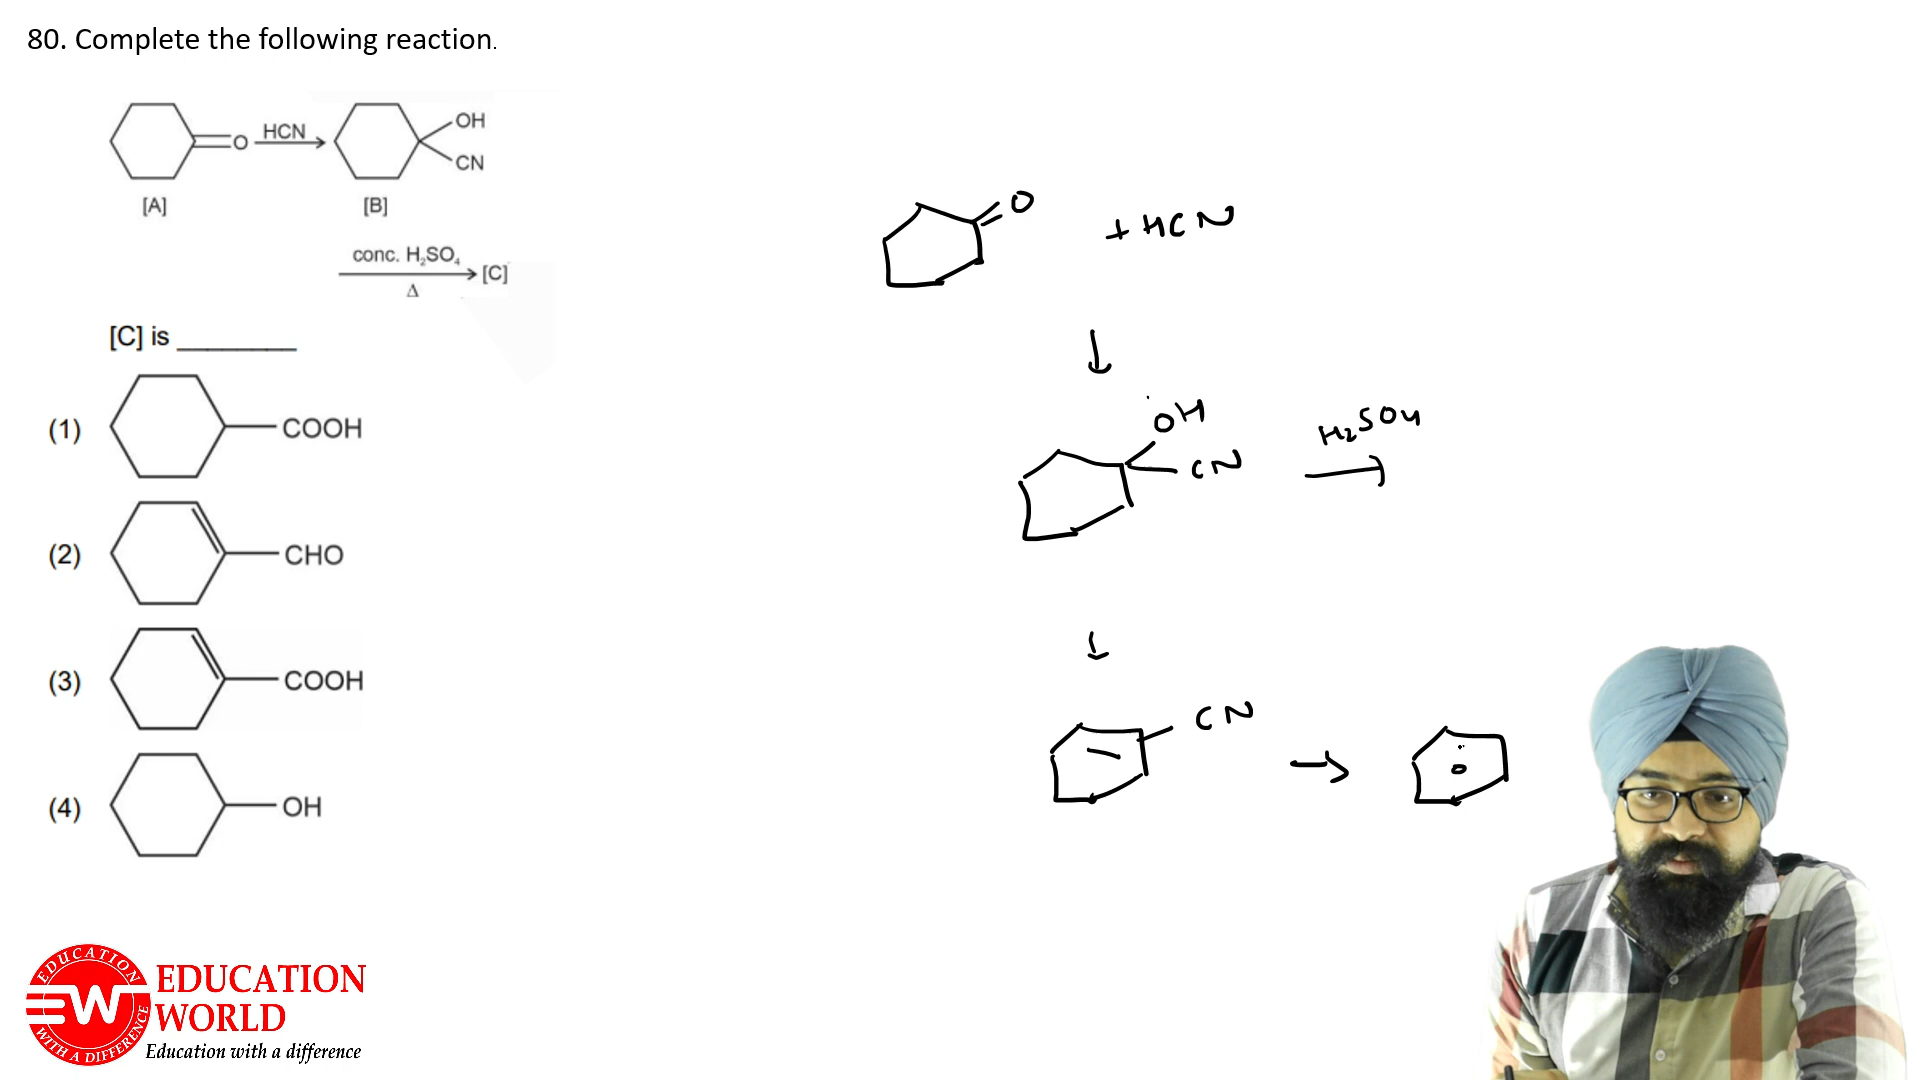 80. Complete the following reaction.
O HCN OH
CN
[A] [B]
conc. H₂SO₄ [C]
Δ
[C] is ________
(1) COOH
(2) CHO
(3) COOH
(4) OH
O + HCN
OH
CN H₂SO₄
CN
EDUCATION
EW
WITH A DIFFERENCE
EDUCATION
WORLD
Education with a difference